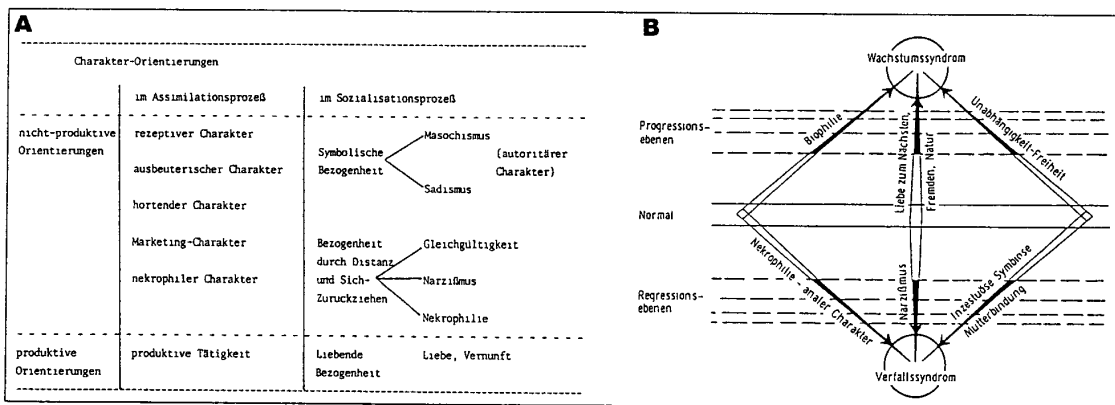 A
Charakter-Orientierungen
im Assimilationsprozeß
im Sozialisationsprozeß
nicht-produktive
Orientierungen
rezeptiver Charakter
ausbeuterischer Charakter
hortender Charakter
Marketing-Charakter
nekrophiler Charakter
Symbolische
Bezogenheit
Masochismus
(autoritärer
Charakter)
Sadismus
Bezogenheit
durch Distanz
und Sich-
Zuruckziehen
Gleichgultigkeit
Narzißmus
Nekrophilie
produktive
Orientierungen
produktive Tätigkeit
Liebende
Bezogenheit
Liebe, Vernunft
B
Wachstumssyndrom
Progressions-
ebenen
Biophilie
Liebe zum Nächsten,
Fremden, Natur
Unabhängigkeit-Freiheit
Normal
Nekrophilie - analer Charakter
Narzißmus
Inzestuöse Symbinse
Mutterbindung
Regressions-
ebenen
Verfallssyndrom